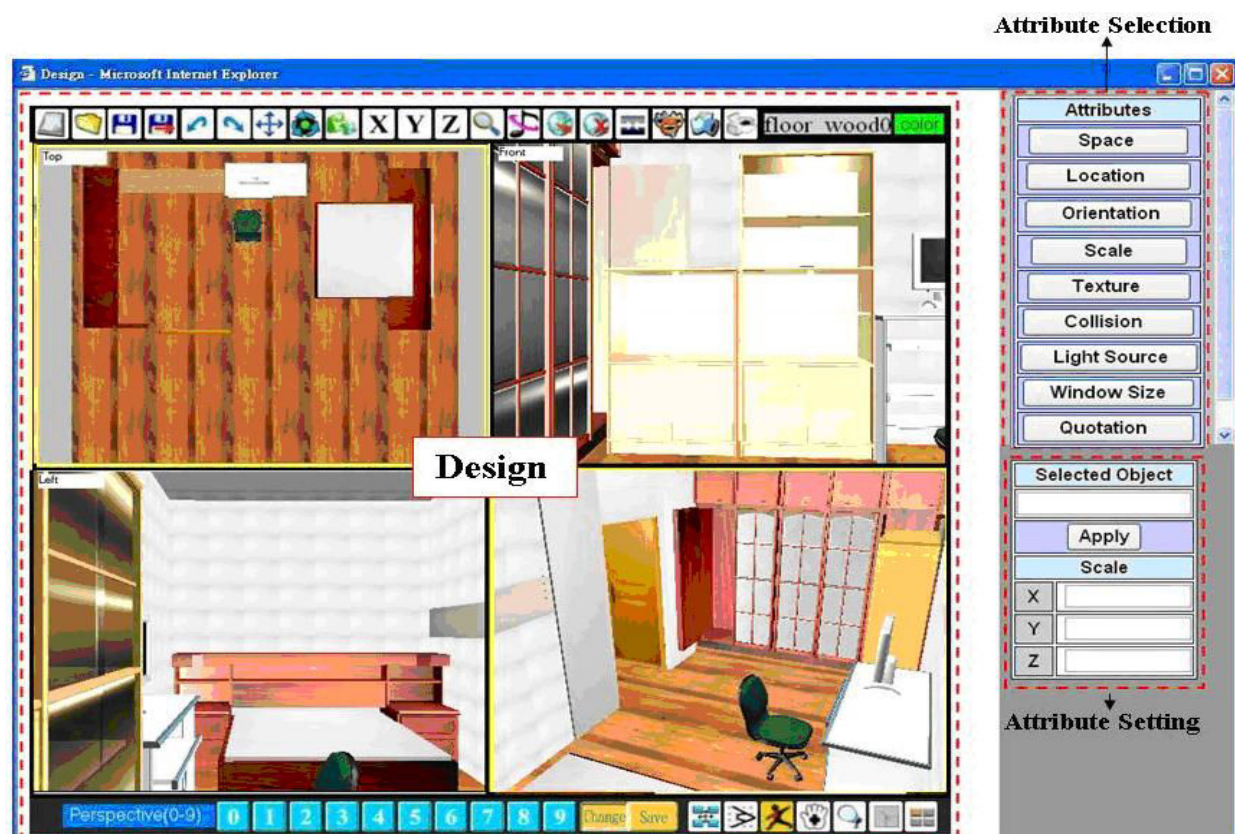 Attribute Selection
Design - Microsoft Internet Explorer
X Y Z floor wood0 color
Top
Front
Left
Design
Perspective(0-9) 0 1 2 3 4 5 6 7 8 9 Change Save
Attributes
Space
Location
Orientation
Scale
Texture
Collision
Light Source
Window Size
Quotation
Selected Object
Apply
Scale
X
Y
Z
Attribute Setting